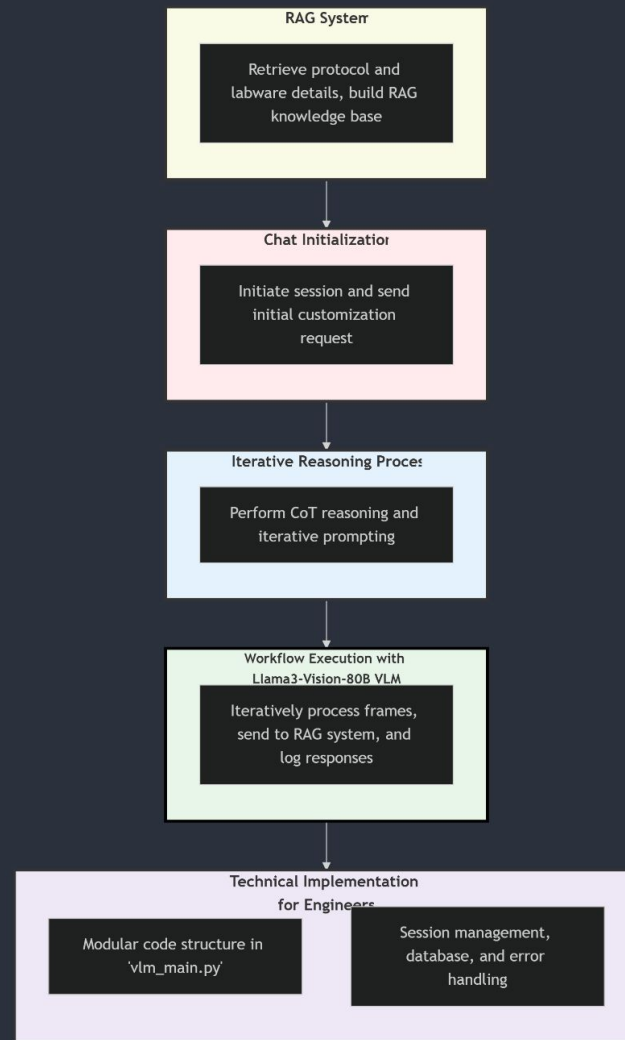 RAG System
Retrieve protocol and
labware details, build RAG
knowledge base
Chat Initialization
Initiate session and send
initial customization
request
Iterative Reasoning Proces
Perform CoT reasoning and
iterative prompting
Workflow Execution with
Llama3-Vision-80B VLM
Iteratively process frames,
send to RAG system, and
log responses
Technical Implementation
for Engineers
Modular code structure in
'vlm_main.py'
Session management,
database, and error
handling